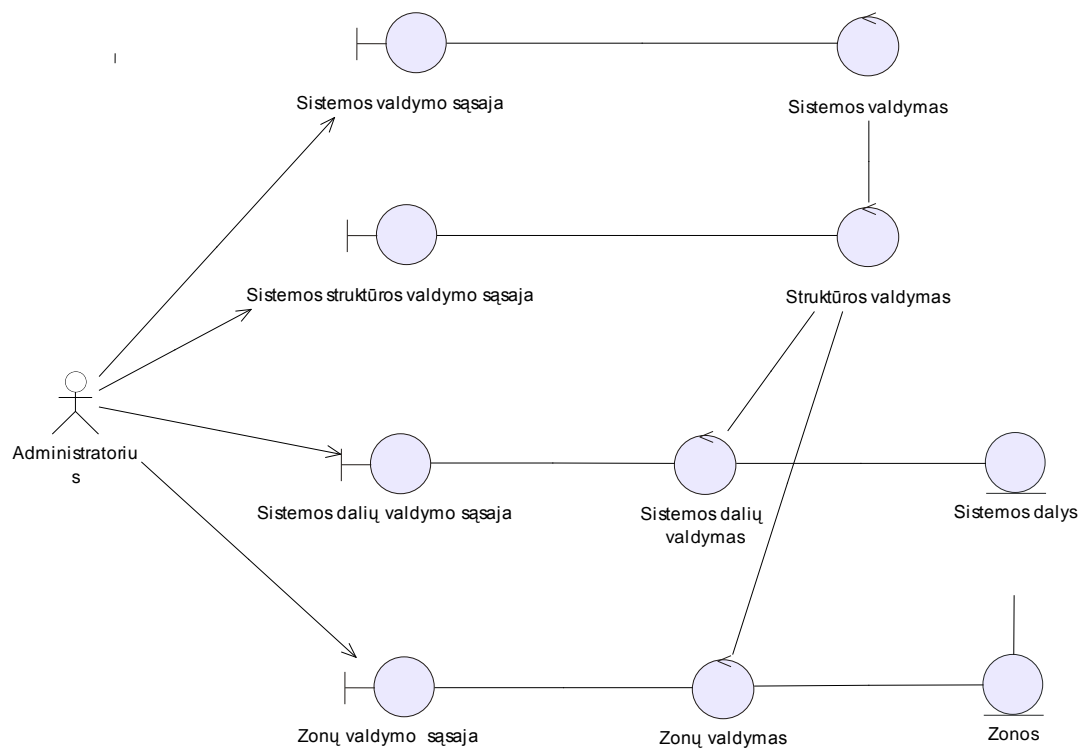 Sistemos valdymo sąsaja
Sistemos valdymas
Sistemos struktūros valdymo sąsaja
Struktūros valdymas
Administratoriu
s
Sistemos dalių valdymo sąsaja
Sistemos dalių
valdymas
Sistemos dalys
Zonų valdymo sąsaja
Zonų valdymas
Zonos